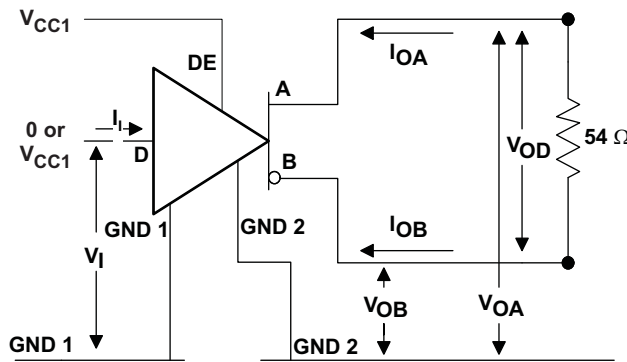 VCC1
DE
IOA
A
II
0 or
VCC1
D
B
VOD
54 Ω
GND 1
GND 2
IOB
VI
VOB
VOA
GND 1
GND 2